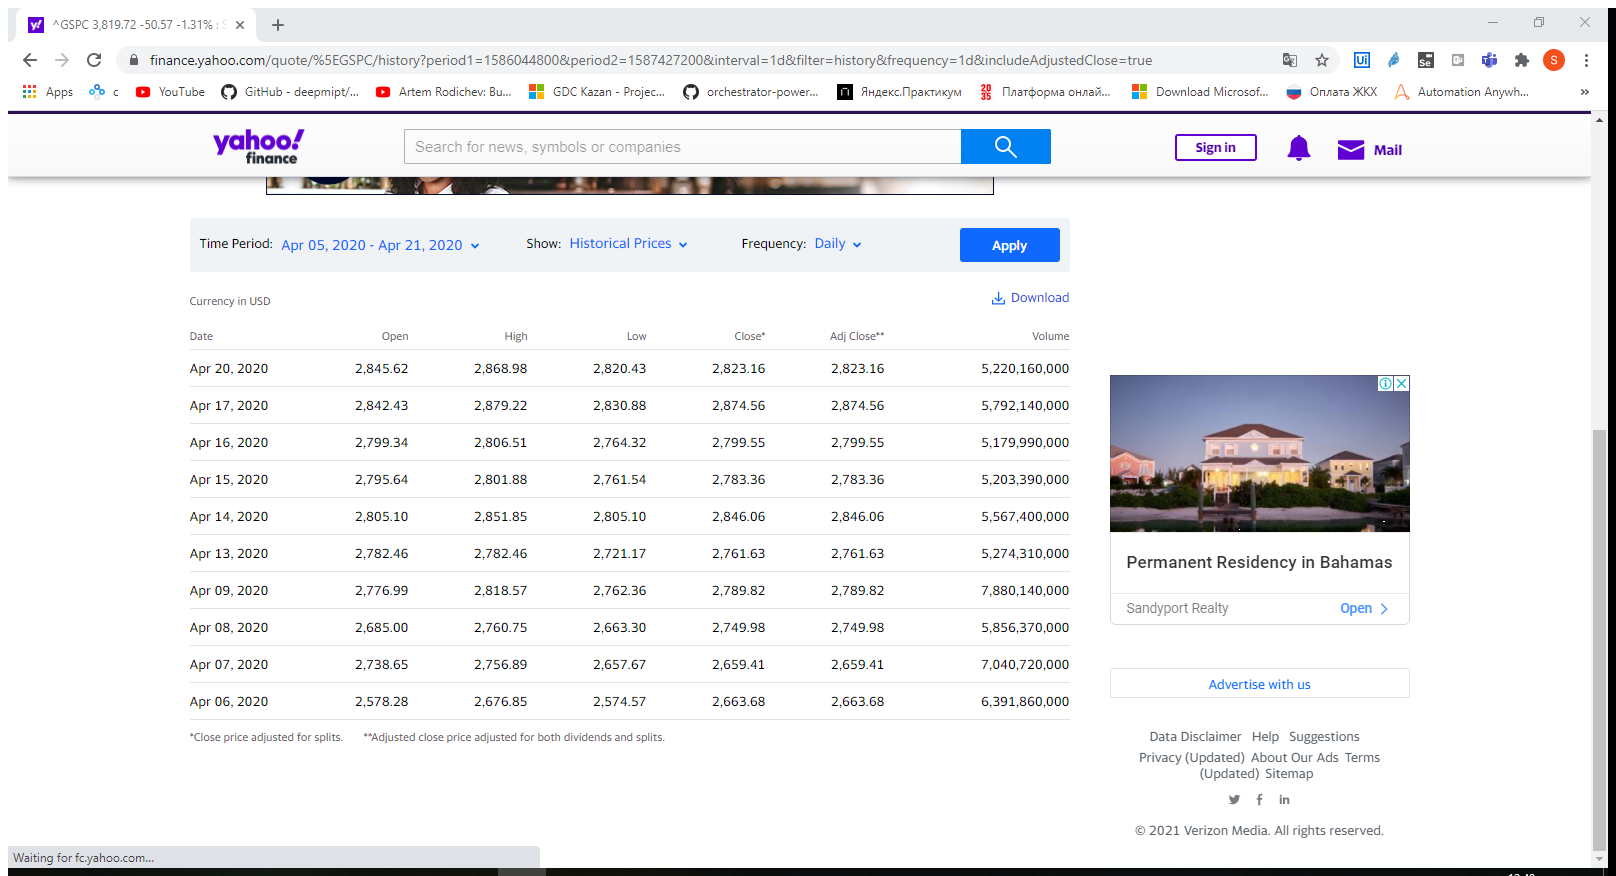 ^GSPC 3,819.72 -50.57 -1.31% :
finance.yahoo.com/quote/%5EGSPC/history?period1=1586044800&period2=1587427200&interval=1d&filter=history&frequency=1d&includeAdjustedClose=true
Apps c YouTube GitHub - deepmipt/... Artem Rodichev: Bu... GDC Kazan - Projec... orchestrator-power... Яндекс.Практикум 2035 Платформа онлай... Download Microsof... Оплата ЖКХ Automation Anywh... »
yahoo! finance Search for news, symbols or companies Sign in Mail
Time Period: Apr 05, 2020 - Apr 21, 2020 Show: Historical Prices Frequency: Daily Apply
Currency in USD Download
Date Open High Low Close* Adj Close** Volume
Apr 20, 2020 2,845.62 2,868.98 2,820.43 2,823.16 2,823.16 5,220,160,000
Apr 17, 2020 2,842.43 2,879.22 2,830.88 2,874.56 2,874.56 5,792,140,000
Apr 16, 2020 2,799.34 2,806.51 2,764.32 2,799.55 2,799.55 5,179,990,000
Apr 15, 2020 2,795.64 2,801.88 2,761.54 2,783.36 2,783.36 5,203,390,000
Apr 14, 2020 2,805.10 2,851.85 2,805.10 2,846.06 2,846.06 5,567,400,000
Apr 13, 2020 2,782.46 2,782.46 2,721.17 2,761.63 2,761.63 5,274,310,000
Apr 09, 2020 2,776.99 2,818.57 2,762.36 2,789.82 2,789.82 7,880,140,000
Apr 08, 2020 2,685.00 2,760.75 2,663.30 2,749.98 2,749.98 5,856,370,000
Apr 07, 2020 2,738.65 2,756.89 2,657.67 2,659.41 2,659.41 7,040,720,000
Apr 06, 2020 2,578.28 2,676.85 2,574.57 2,663.68 2,663.68 6,391,860,000
*Close price adjusted for splits. **Adjusted close price adjusted for both dividends and splits.
Permanent Residency in Bahamas
Sandyport Realty Open
Advertise with us
Data Disclaimer Help Suggestions
Privacy (Updated) About Our Ads Terms
(Updated) Sitemap
© 2021 Verizon Media. All rights reserved.
Waiting for fc.yahoo.com...